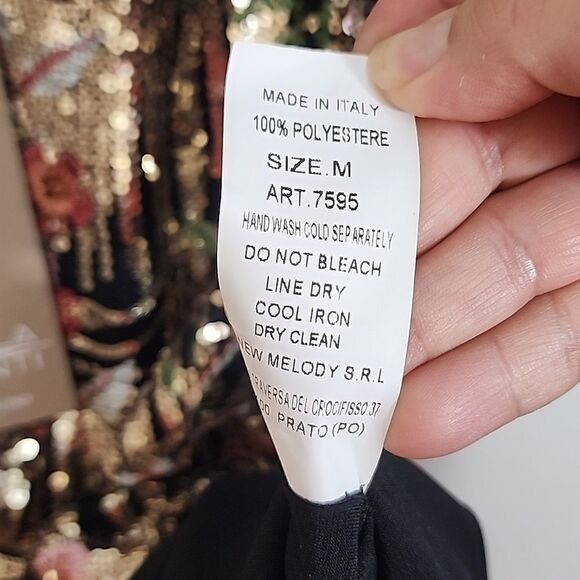 MADE IN ITALY
100% POLYESTERE
SIZE.M
ART.7595
HAND WASH COLD SEPARATELY
DO NOT BLEACH
LINE DRY
COOL IRON
DRY CLEAN
NEW MELODY S.R.L
TRAVERSA DEL CROCIFISSO 37
PRATO (PO)